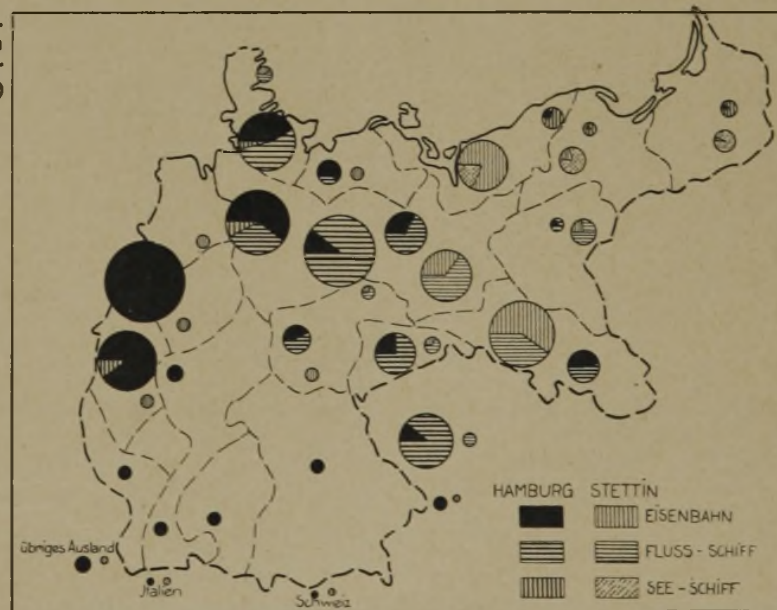 HAMBURG STETTIN
EISENBAHN
FLUSS-SCHIFF
SEE-SCHIFF
übriges Ausland
Italien
Schweiz